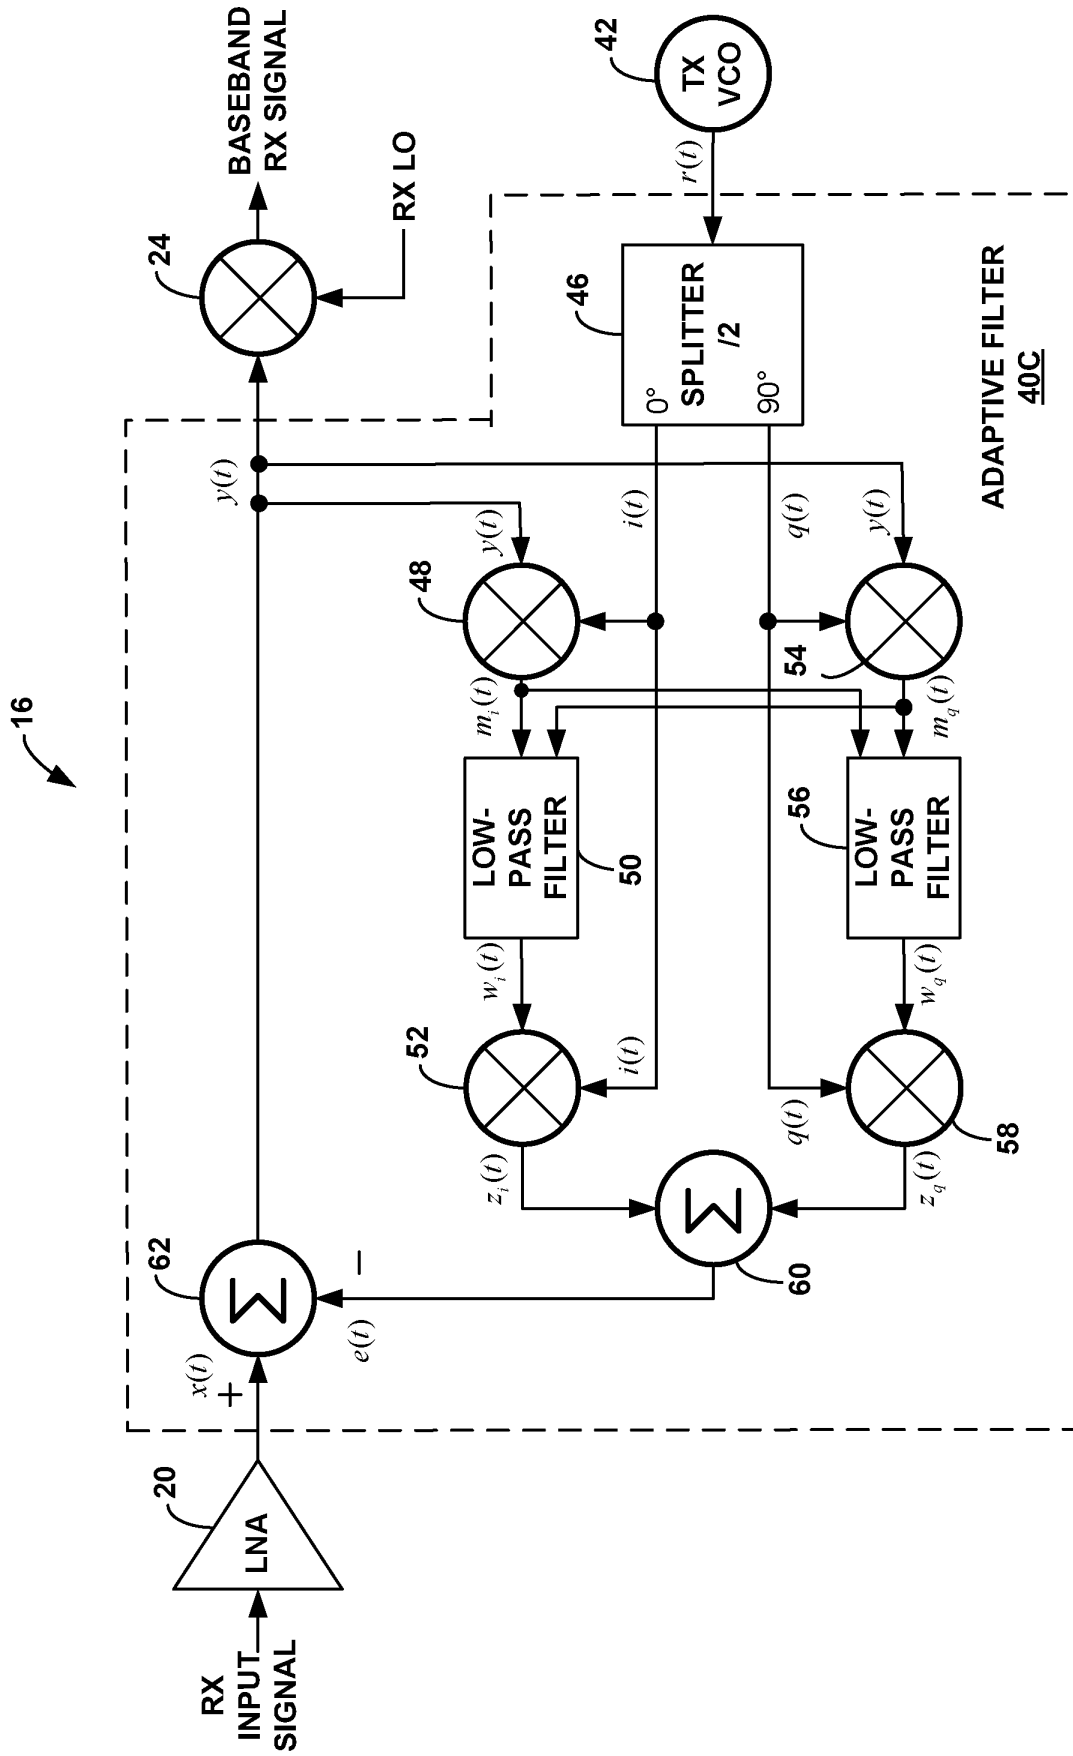 16
RX
INPUT
SIGNAL
20
LNA
x(t)
+
62
Σ
e(t)
−
y(t)
24
BASEBAND
RX SIGNAL
RX LO
z_i(t)
52
w_i(t)
LOW-
PASS
FILTER
50
m_i(t)
48
y(t)
i(t)
i(t)
Σ
60
46
0°
SPLITTER
/2
90°
r(t)
42
TX
VCO
q(t)
q(t)
z_q(t)
58
w_q(t)
LOW-
PASS
FILTER
56
m_q(t)
54
y(t)
ADAPTIVE FILTER
40C